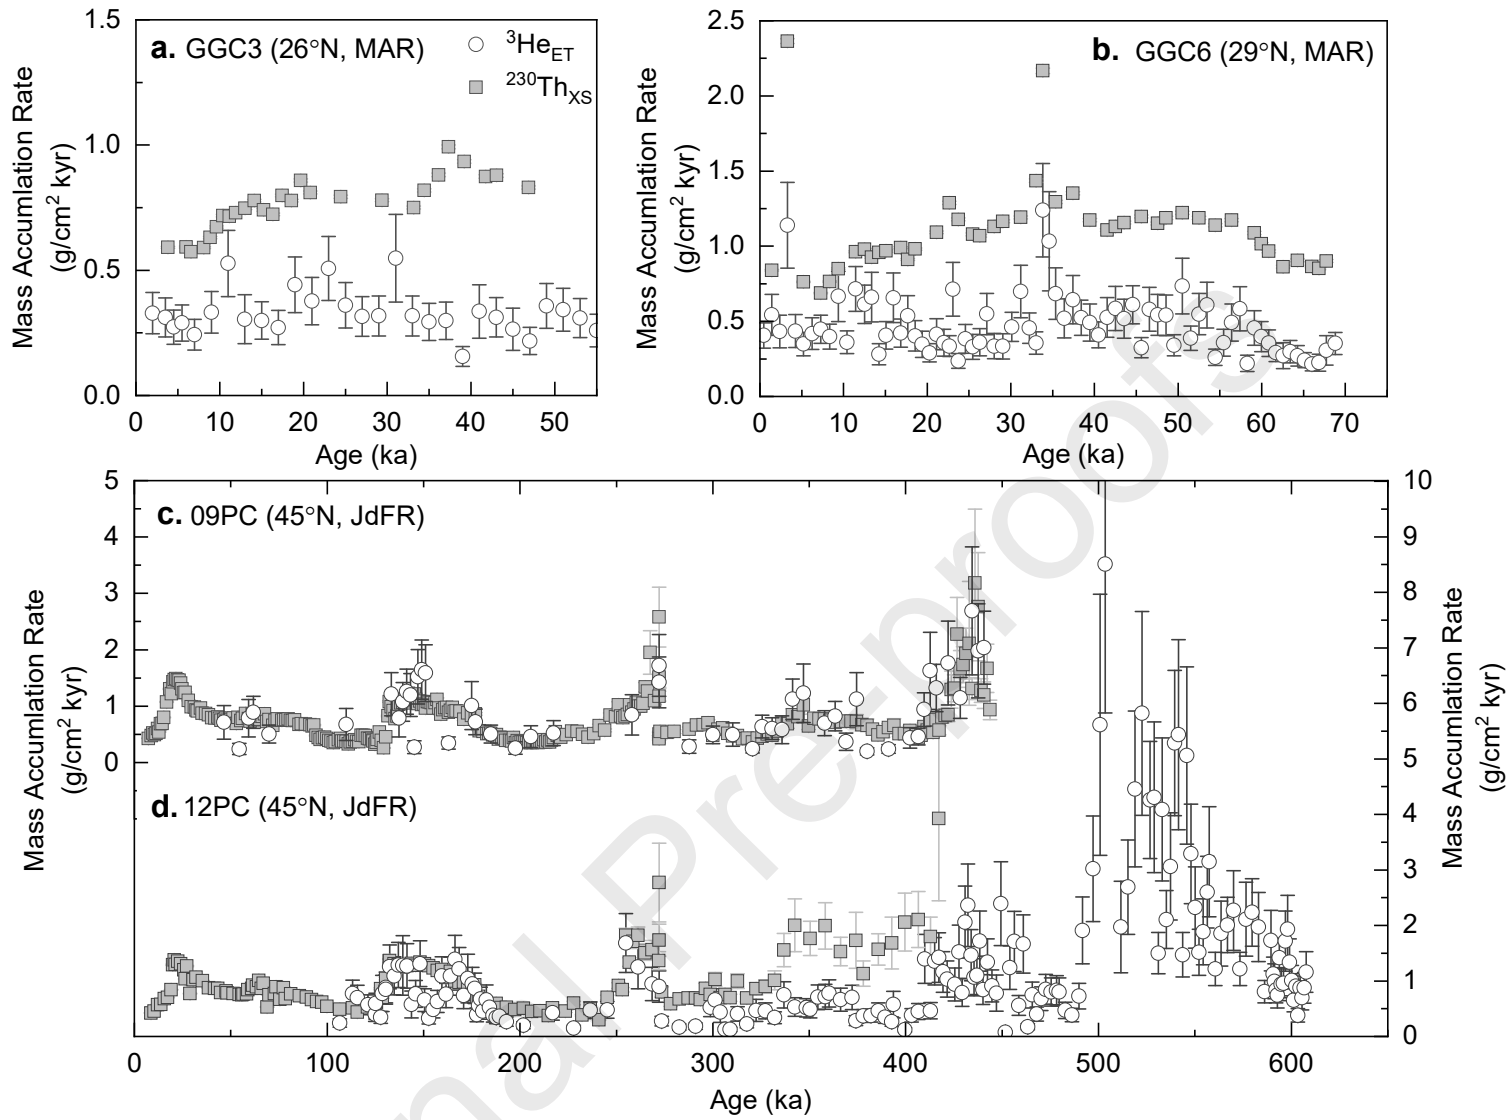 a. GGC3 (26°N, MAR)
³He_ET
²³⁰Th_XS
Mass Accumlation Rate
(g/cm² kyr)
1.5
1.0
0.5
0.0
0 10 20 30 40 50
Age (ka)
b. GGC6 (29°N, MAR)
Mass Accumlation Rate
(g/cm² kyr)
2.5
2.0
1.5
1.0
0.5
0.0
0 10 20 30 40 50 60 70
Age (ka)
c. 09PC (45°N, JdFR)
Mass Accumlation Rate
(g/cm² kyr)
5
4
3
2
1
0
d. 12PC (45°N, JdFR)
10
9
8
7
6
5
4
3
2
1
0
Mass Accumlation Rate
(g/cm² kyr)
0 100 200 300 400 500 600
Age (ka)
nal Pre-proofs